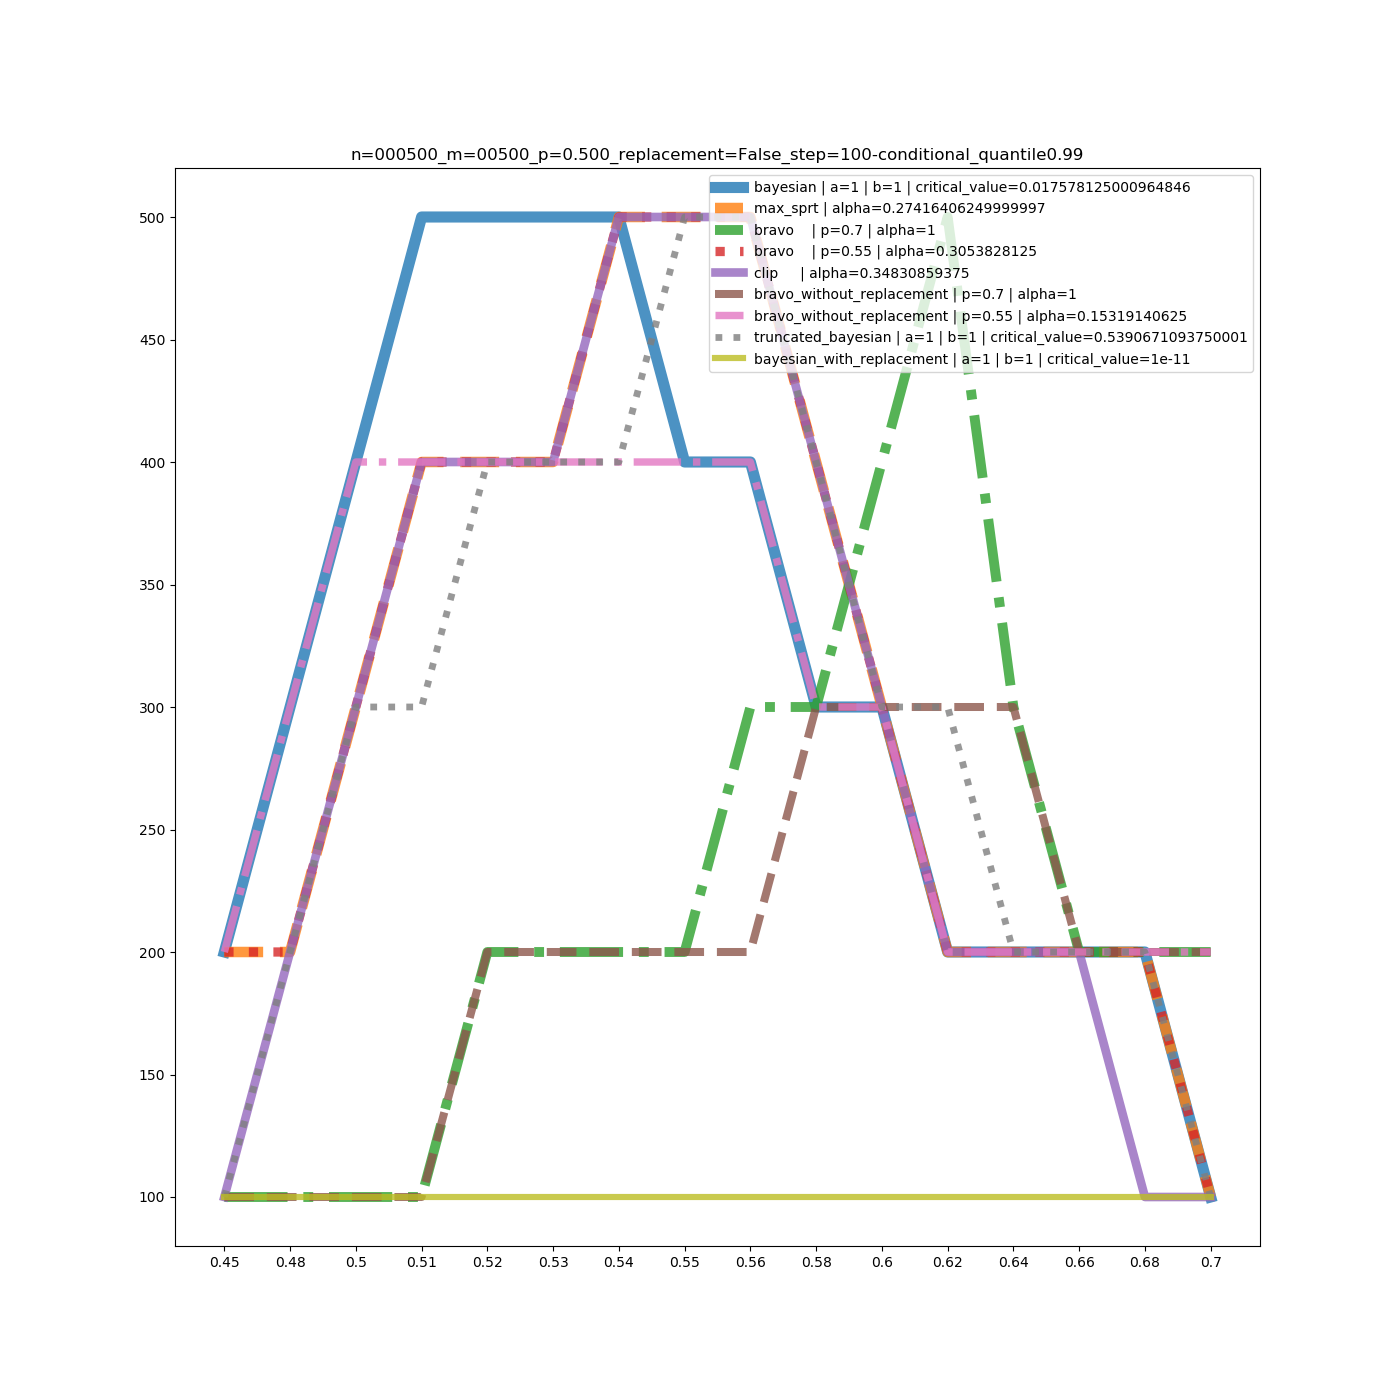 n=000500_m=00500_p=0.500_replacement=False_step=100-conditional_quantile0.99
bayesian | a=1 | b=1 | critical_value=0.017578125000964846
max_sprt | alpha=0.27416406249999997
bravo | p=0.7 | alpha=1
bravo | p=0.55 | alpha=0.3053828125
clip | alpha=0.34830859375
bravo_without_replacement | p=0.7 | alpha=1
bravo_without_replacement | p=0.55 | alpha=0.15319140625
truncated_bayesian | a=1 | b=1 | critical_value=0.5390671093750001
bayesian_with_replacement | a=1 | b=1 | critical_value=1e-11
500
450
400
350
300
250
200
150
100
0.45 0.48 0.5 0.51 0.52 0.53 0.54 0.55 0.56 0.58 0.6 0.62 0.64 0.66 0.68 0.7